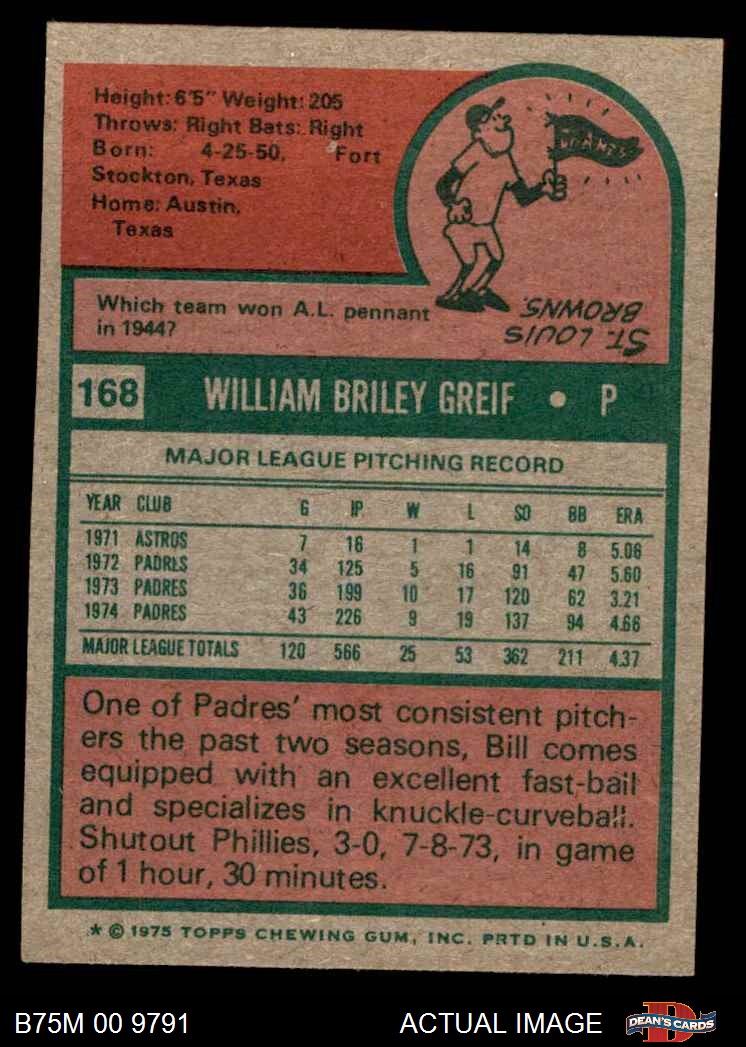 Height: 6'5" Weight: 205
Throws: Right Bats: Right
Born: 4-25-50, Fort
Stockton, Texas
Home: Austin,
Texas
Which team won A.L. pennant
in 1944?
ST. LOUIS
BROWNS.
168 WILLIAM BRILEY GREIF • P
MAJOR LEAGUE PITCHING RECORD
YEAR CLUB G IP W L SO BB ERA
1971 ASTROS 7 16 1 1 14 8 5.06
1972 PADRES 34 125 5 16 91 47 5.60
1973 PADRES 36 199 10 17 120 62 3.21
1974 PADRES 43 226 9 19 137 94 4.66
MAJOR LEAGUE TOTALS 120 566 25 53 362 211 4.37
One of Padres' most consistent pitch-
ers the past two seasons, Bill comes
equipped with an excellent fast-ball
and specializes in knuckle-curveball.
Shutout Phillies, 3-0, 7-8-73, in game
of 1 hour, 30 minutes.
* © 1975 TOPPS CHEWING GUM, INC. PRTD IN U.S.A.
B75M 00 9791 ACTUAL IMAGE D DEAN'S CARDS